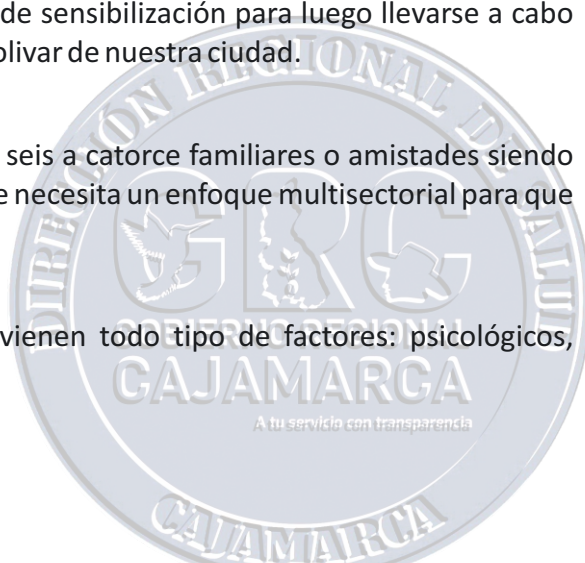 de sensibilización para luego llevarse a cabo
olivar de nuestra ciudad.
seis a catorce familiares o amistades siendo
e necesita un enfoque multisectorial para que
vienen todo tipo de factores: psicológicos,
DIRECCIÓN REGIONAL DE SALUD
GRC
GOBIERNO REGIONAL
CAJAMARCA
A tu servicio con transparencia
CAJAMARCA